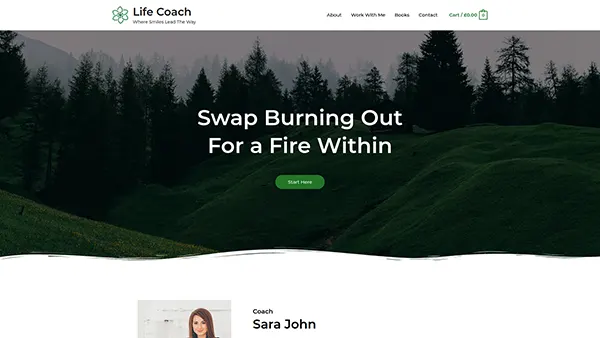 Life Coach
Where Smiles Lead The Way
About Work With Me Books Contact Cart / £0.00 0
Swap Burning Out
For a Fire Within
Start Here
Coach
Sara John